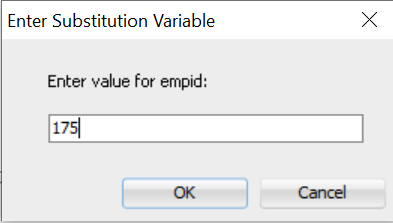 Enter Substitution Variable
Enter value for empid:
175
OK Cancel